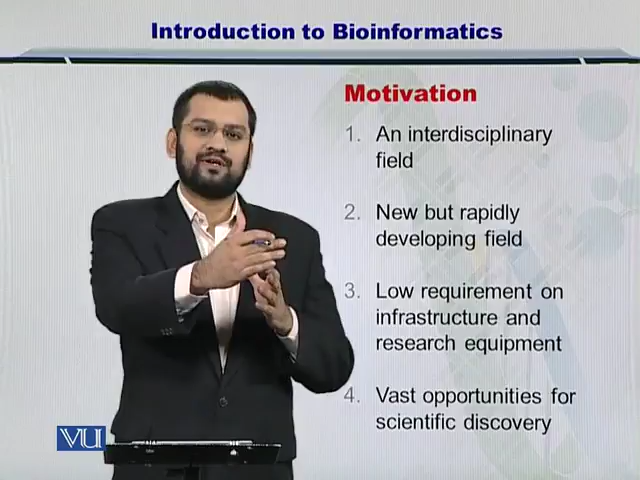 Introduction to Bioinformatics
Motivation
1. An interdisciplinary
field
2. New but rapidly
developing field
3. Low requirement on
infrastructure and
research equipment
4. Vast opportunities for
scientific discovery
VU